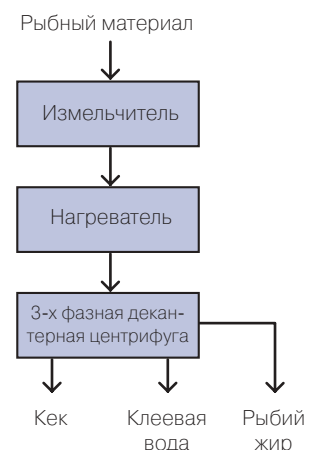 Рыбный материал
Измельчитель
Нагреватель
3-х фазная декан-
терная центрифуга
Кек
Клеевая
вода
Рыбий
жир